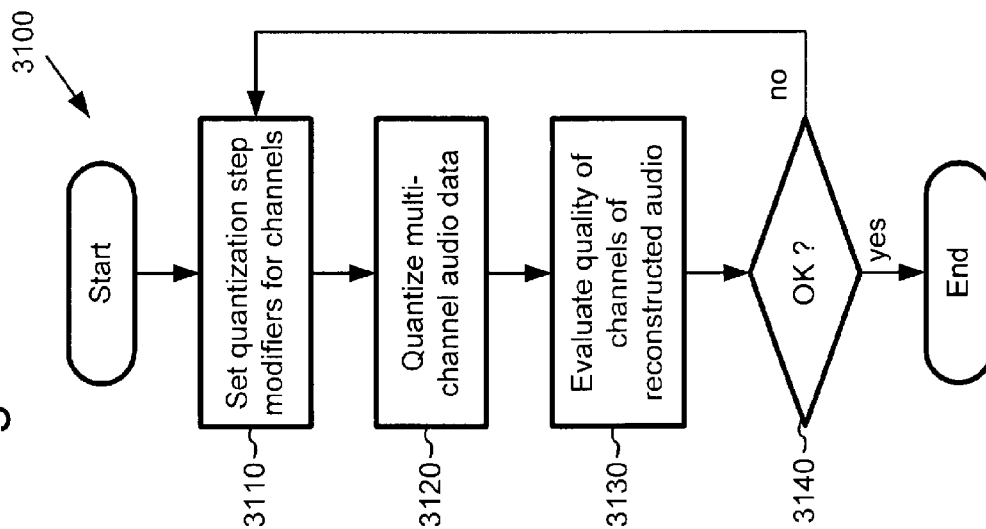 3100
Start
3110
Set quantization step
modifiers for channels
3120
Quantize multi-
channel audio data
3130
Evaluate quality of
channels of
reconstructed audio
3140
OK ?
no
yes
End